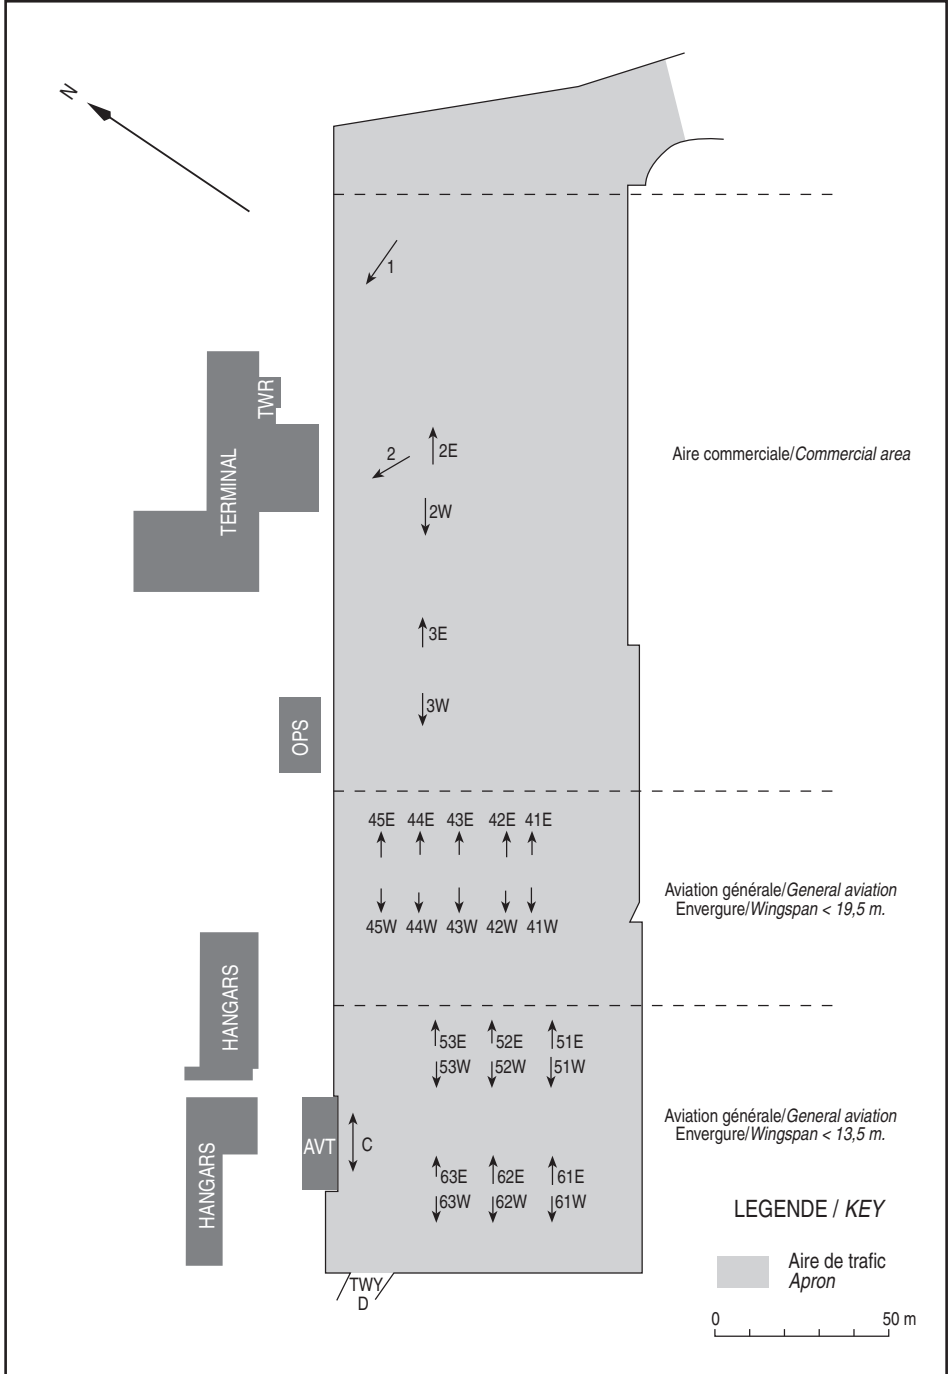 N
1
TWR
TERMINAL
2
2E
2W
Aire commerciale/Commercial area
3E
3W
OPS
45E 44E 43E 42E 41E
45W 44W 43W 42W 41W
Aviation générale/General aviation
Envergure/Wingspan < 19,5 m.
HANGARS
53E 52E 51E
53W 52W 51W
HANGARS
AVT
C
Aviation générale/General aviation
Envergure/Wingspan < 13,5 m.
63E 62E 61E
63W 62W 61W
LEGENDE / KEY
Aire de trafic
Apron
TWY
D
0 50 m